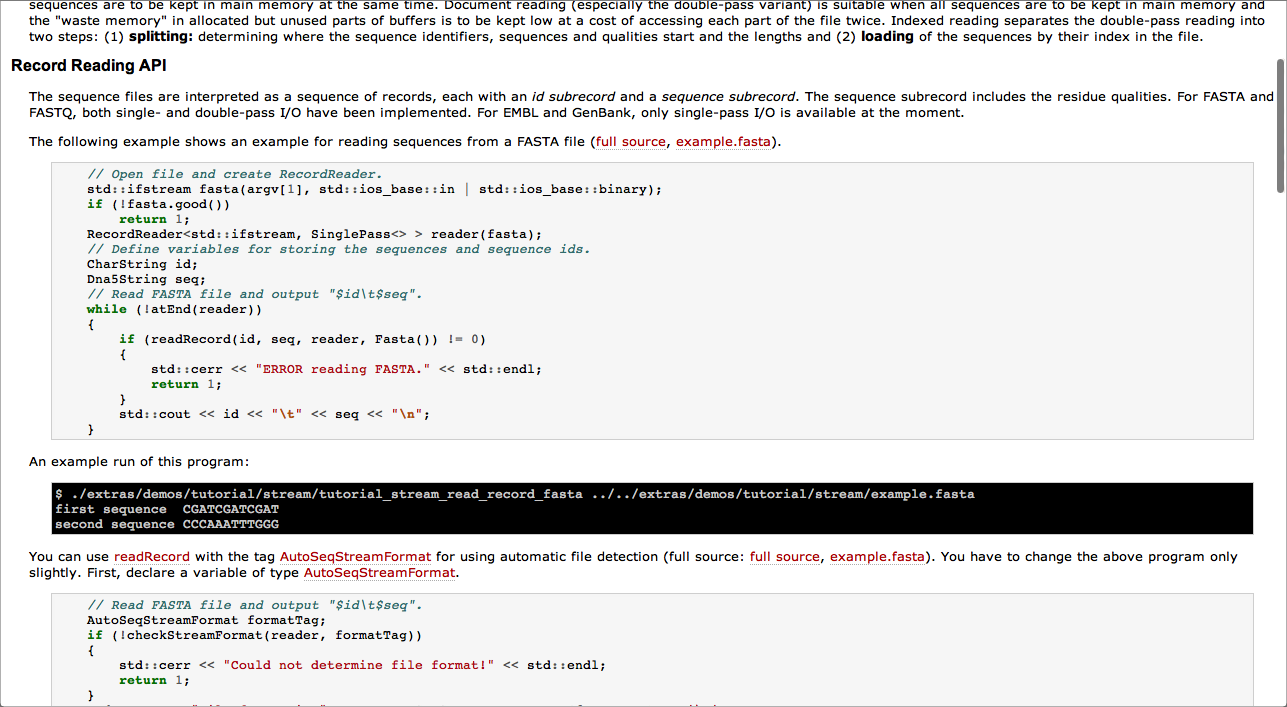 sequences are to be kept in main memory at the same time. Document reading (especially the double-pass variant) is suitable when all sequences are to be kept in main memory and
the "waste memory" in allocated but unused parts of buffers is to be kept low at a cost of accessing each part of the file twice. Indexed reading separates the double-pass reading into
two steps: (1) splitting: determining where the sequence identifiers, sequences and qualities start and the lengths and (2) loading of the sequences by their index in the file.
Record Reading API
The sequence files are interpreted as a sequence of records, each with an id subrecord and a sequence subrecord. The sequence subrecord includes the residue qualities. For FASTA and
FASTQ, both single- and double-pass I/O have been implemented. For EMBL and GenBank, only single-pass I/O is available at the moment.
The following example shows an example for reading sequences from a FASTA file (full source, example.fasta).
// Open file and create RecordReader.
std::ifstream fasta(argv[1], std::ios_base::in | std::ios_base::binary);
if (!fasta.good())
return 1;
RecordReader<std::ifstream, SinglePass<> > reader(fasta);
// Define variables for storing the sequences and sequence ids.
CharString id;
Dna5String seq;
// Read FASTA file and output "$id\t$seq".
while (!atEnd(reader))
{
if (readRecord(id, seq, reader, Fasta()) != 0)
{
std::cerr << "ERROR reading FASTA." << std::endl;
return 1;
}
std::cout << id << "\t" << seq << "\n";
}
An example run of this program:
$ ./extras/demos/tutorial/stream/tutorial_stream_read_record_fasta ../../extras/demos/tutorial/stream/example.fasta
first sequence  CGATCGATCGAT
second sequence CCCAAATTTGGG
You can use readRecord with the tag AutoSeqStreamFormat for using automatic file detection (full source: full source, example.fasta). You have to change the above program only
slightly. First, declare a variable of type AutoSeqStreamFormat.
// Read FASTA file and output "$id\t$seq".
AutoSeqStreamFormat formatTag;
if (!checkStreamFormat(reader, formatTag))
{
std::cerr << "Could not determine file format!" << std::endl;
return 1;
}